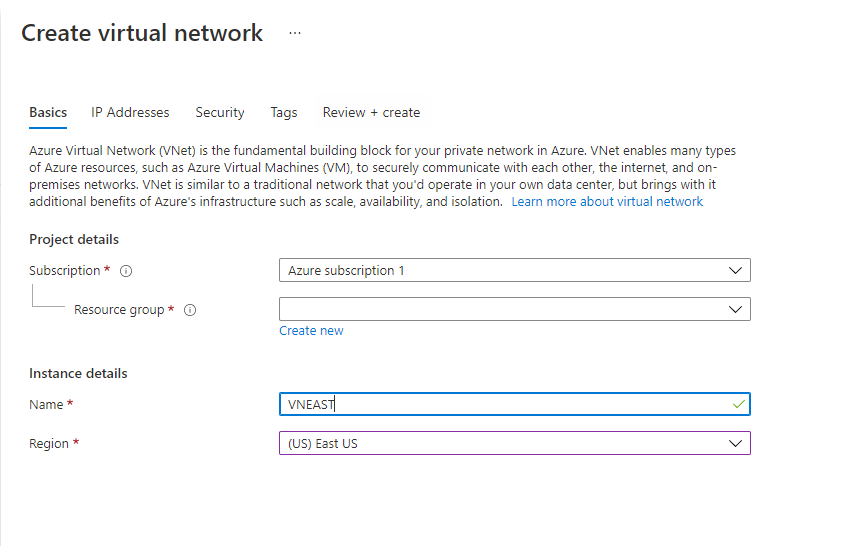 Create virtual network ...
Basics IP Addresses Security Tags Review + create
Azure Virtual Network (VNet) is the fundamental building block for your private network in Azure. VNet enables many types
of Azure resources, such as Azure Virtual Machines (VM), to securely communicate with each other, the internet, and on-
premises networks. VNet is similar to a traditional network that you'd operate in your own data center, but brings with it
additional benefits of Azure's infrastructure such as scale, availability, and isolation. Learn more about virtual network
Project details
Subscription * Azure subscription 1
Resource group *
Create new
Instance details
Name * VNEAST
Region * (US) East US